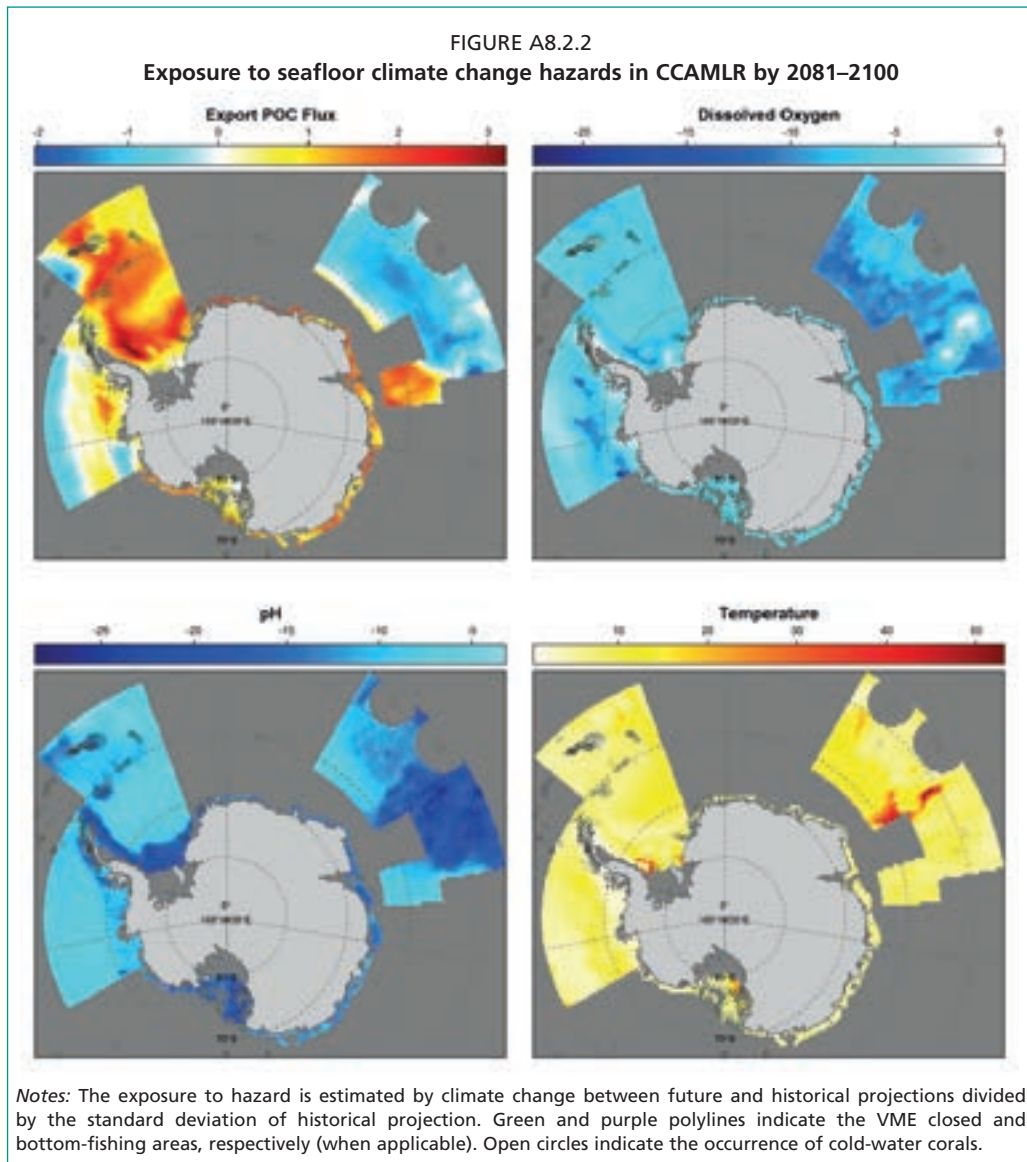 FIGURE A8.2.2
Exposure to seafloor climate change hazards in CCAMLR by 2081–2100
Export POC Flux
-2 -1 0 1 2 3
Dissolved Oxygen
-20 -15 -10 -5 0
pH
Temperature
10 20 30 40 50
Notes: The exposure to hazard is estimated by climate change between future and historical projections divided
by the standard deviation of historical projection. Green and purple polylines indicate the VME closed and
bottom-fishing areas, respectively (when applicable). Open circles indicate the occurrence of cold-water corals.